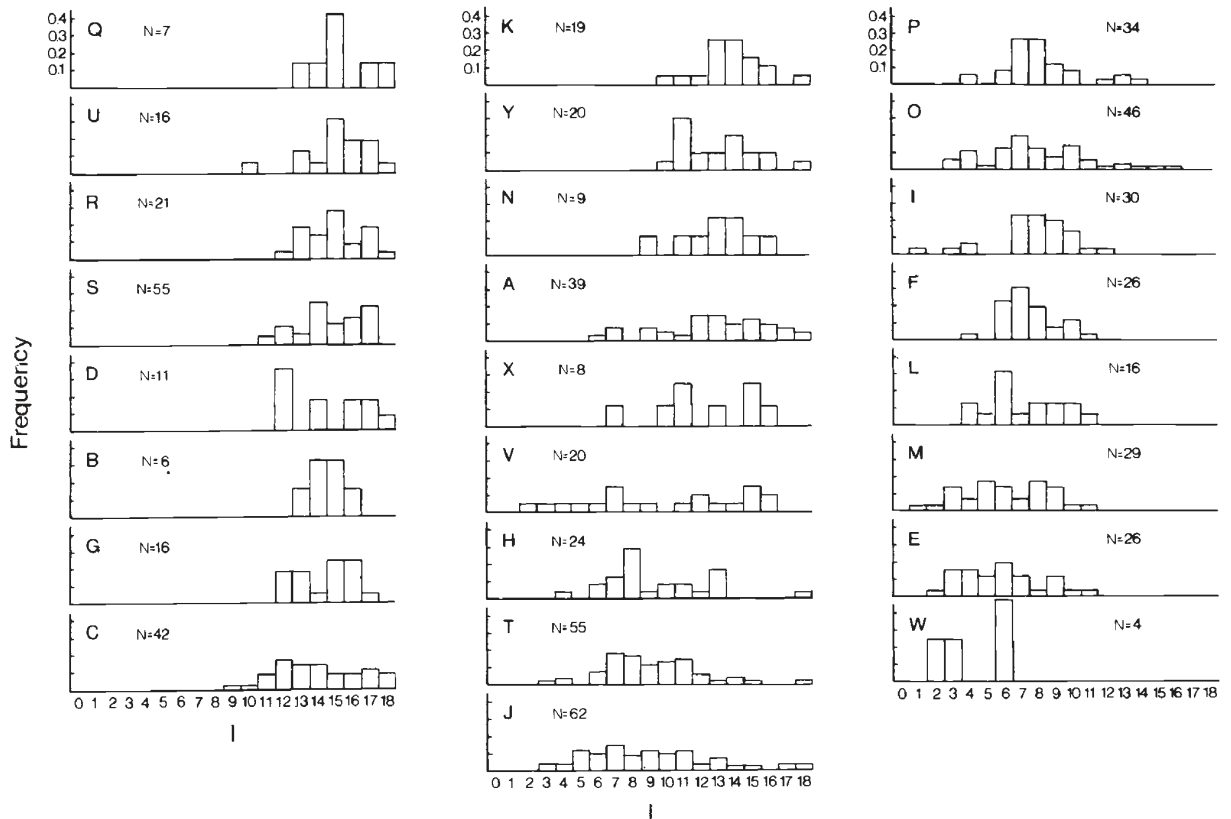 Frequency
0.4
0.3
0.2
0.1
Q N=7
U N=16
R N=21
S N=55
D N=11
B N=6
G N=16
C N=42
0 1 2 3 4 5 6 7 8 9 10 11 12 13 14 15 16 17 18
I
0.4
0.3
0.2
0.1
K N=19
Y N=20
N N=9
A N=39
X N=8
V N=20
H N=24
T N=55
J N=62
0 1 2 3 4 5 6 7 8 9 10 11 12 13 14 15 16 17 18
I
0.4
0.3
0.2
0.1
P N=34
O N=46
I N=30
F N=26
L N=16
M N=29
E N=26
W N=4
0 1 2 3 4 5 6 7 8 9 10 11 12 13 14 15 16 17 18